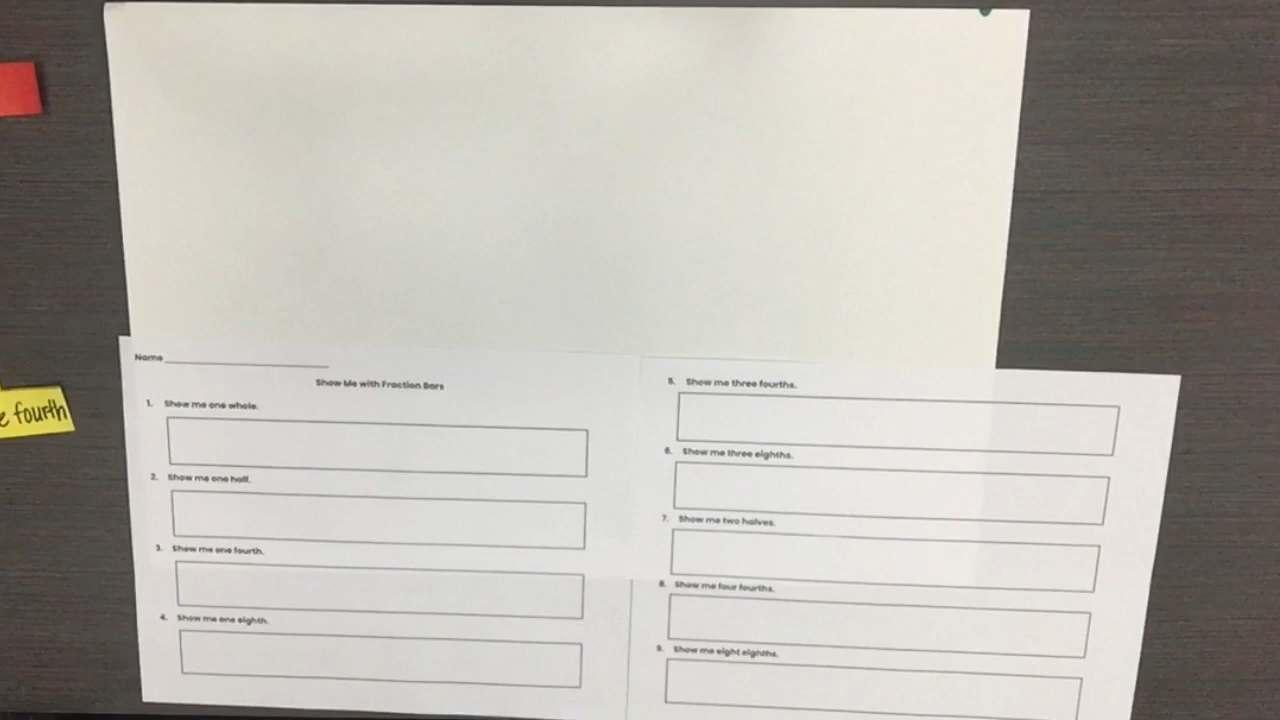 e fourth
Name
Show Me with Fraction Bars
1. Show me one whole.
2. Show me one half.
3. Show me one fourth.
4. Show me one eighth.
5. Show me three fourths.
6. Show me three eighths.
7. Show me two halves.
8. Show me four fourths.
9. Show me eight eighths.